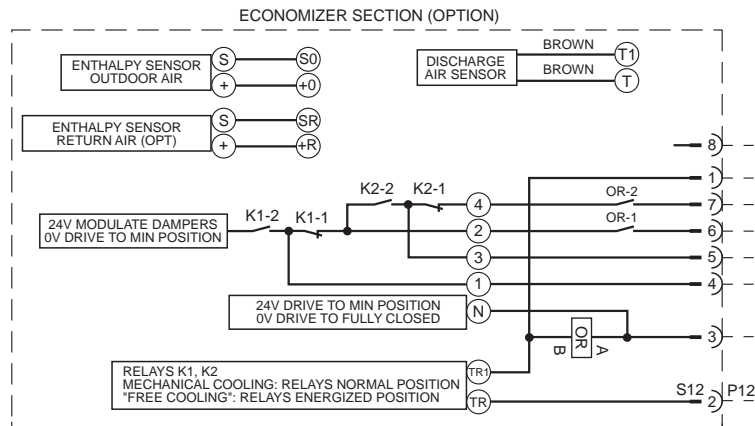 ECONOMIZER SECTION (OPTION)
ENTHALPY SENSOR
OUTDOOR AIR
S
S0
+
+0
DISCHARGE
AIR SENSOR
BROWN
T1
BROWN
T
ENTHALPY SENSOR
RETURN AIR (OPT)
S
SR
+
+R
8
1
K2-2
K2-1
4
OR-2
7
24V MODULATE DAMPERS
0V DRIVE TO MIN POSITION
K1-2
K1-1
2
OR-1
6
3
5
1
4
24V DRIVE TO MIN POSITION
0V DRIVE TO FULLY CLOSED
N
B
OR
A
3
RELAYS K1, K2
MECHANICAL COOLING: RELAYS NORMAL POSITION
"FREE COOLING": RELAYS ENERGIZED POSITION
TR1
TR
S12
2
P12